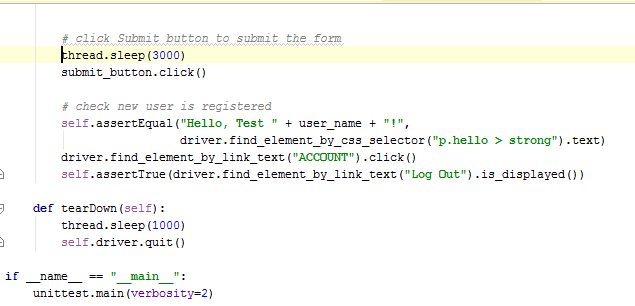 # click Submit button to submit the form
thread.sleep(3000)
submit_button.click()
# check new user is registered
self.assertEqual("Hello, Test " + user_name + "!",
driver.find_element_by_css_selector("p.hello > strong").text)
driver.find_element_by_link_text("ACCOUNT").click()
self.assertTrue(driver.find_element_by_link_text("Log Out").is_displayed())
def tearDown(self):
thread.sleep(1000)
self.driver.quit()
if __name__ == "__main__":
unittest.main(verbosity=2)